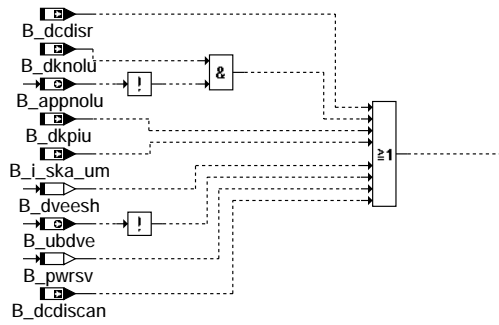 B_dcdisr
B_dknolu
!
&
B_appnolu
B_dkpiu
≥1
B_i_ska_um
B_dveesh
!
B_ubdve
B_pwrsv
B_dcdiscan